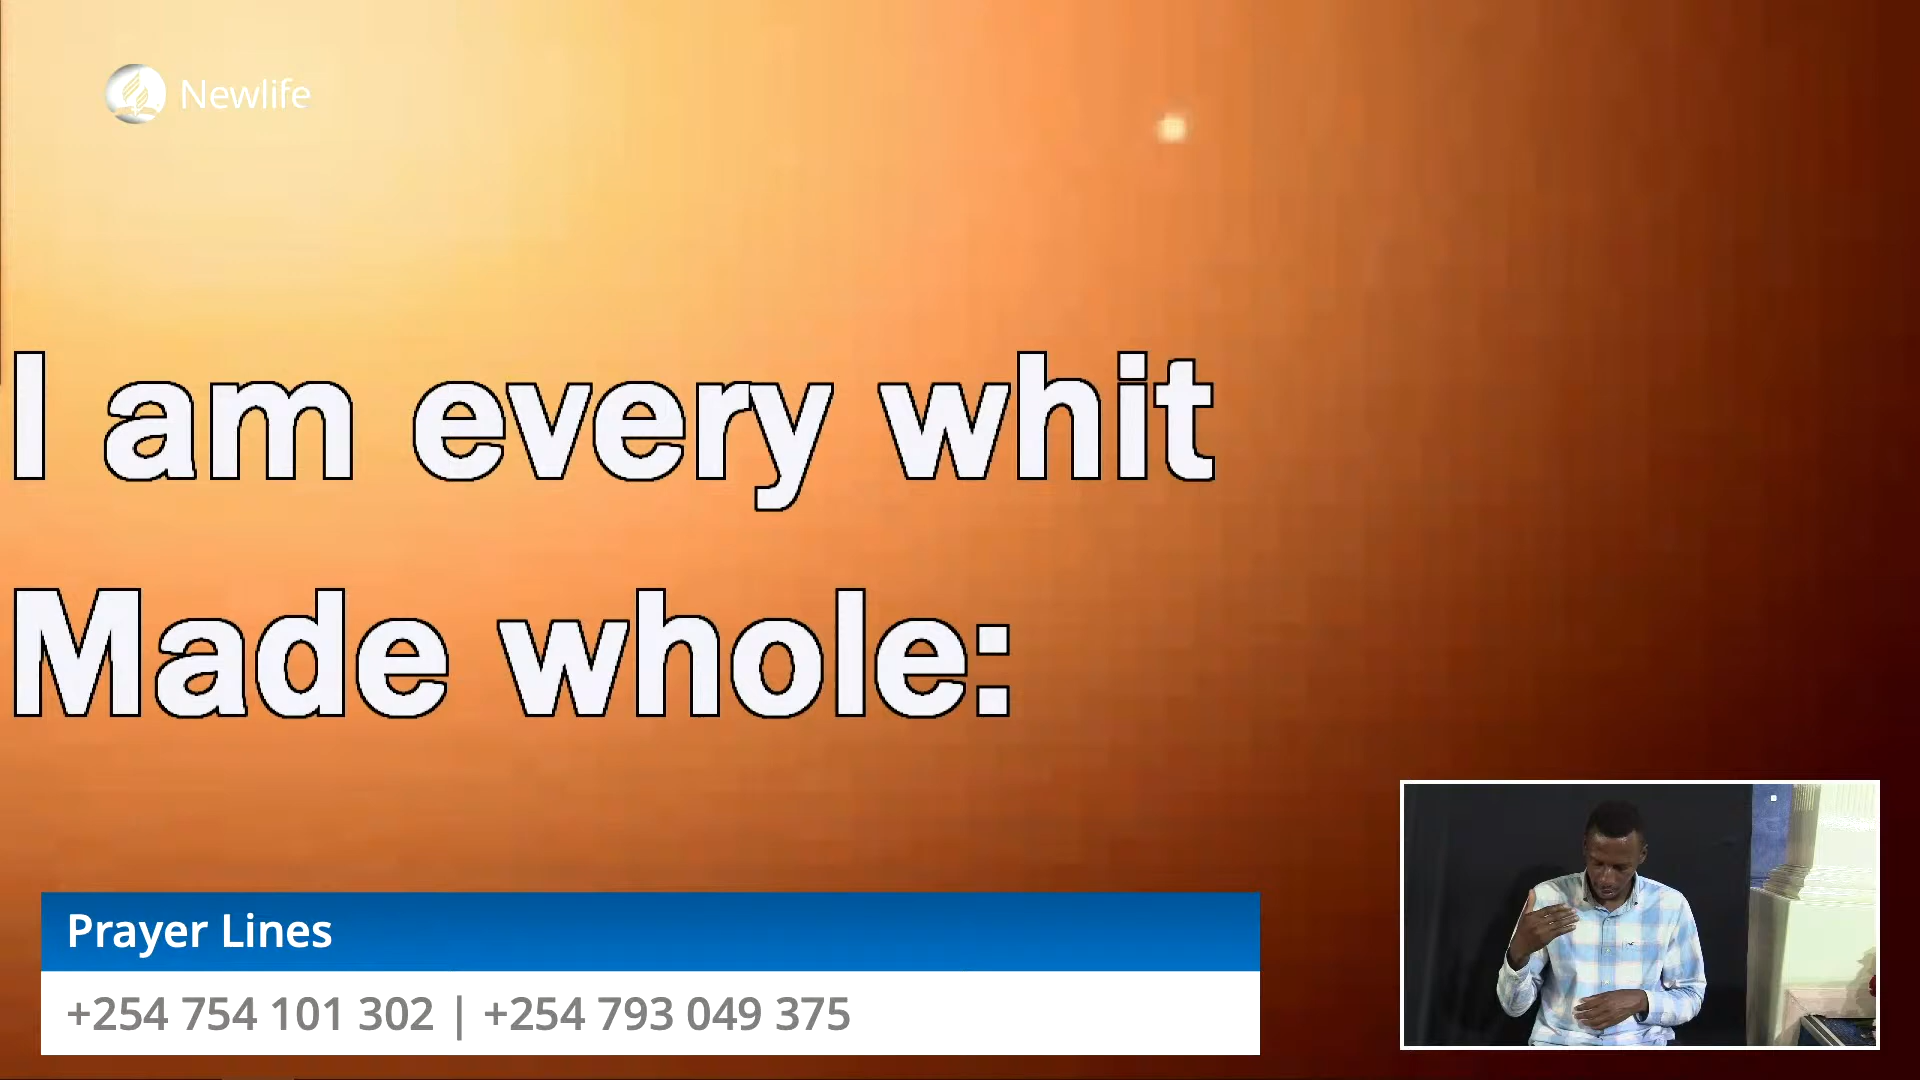 Newlife
I am every whit
Made whole:
Prayer Lines
+254 754 101 302 | +254 793 049 375